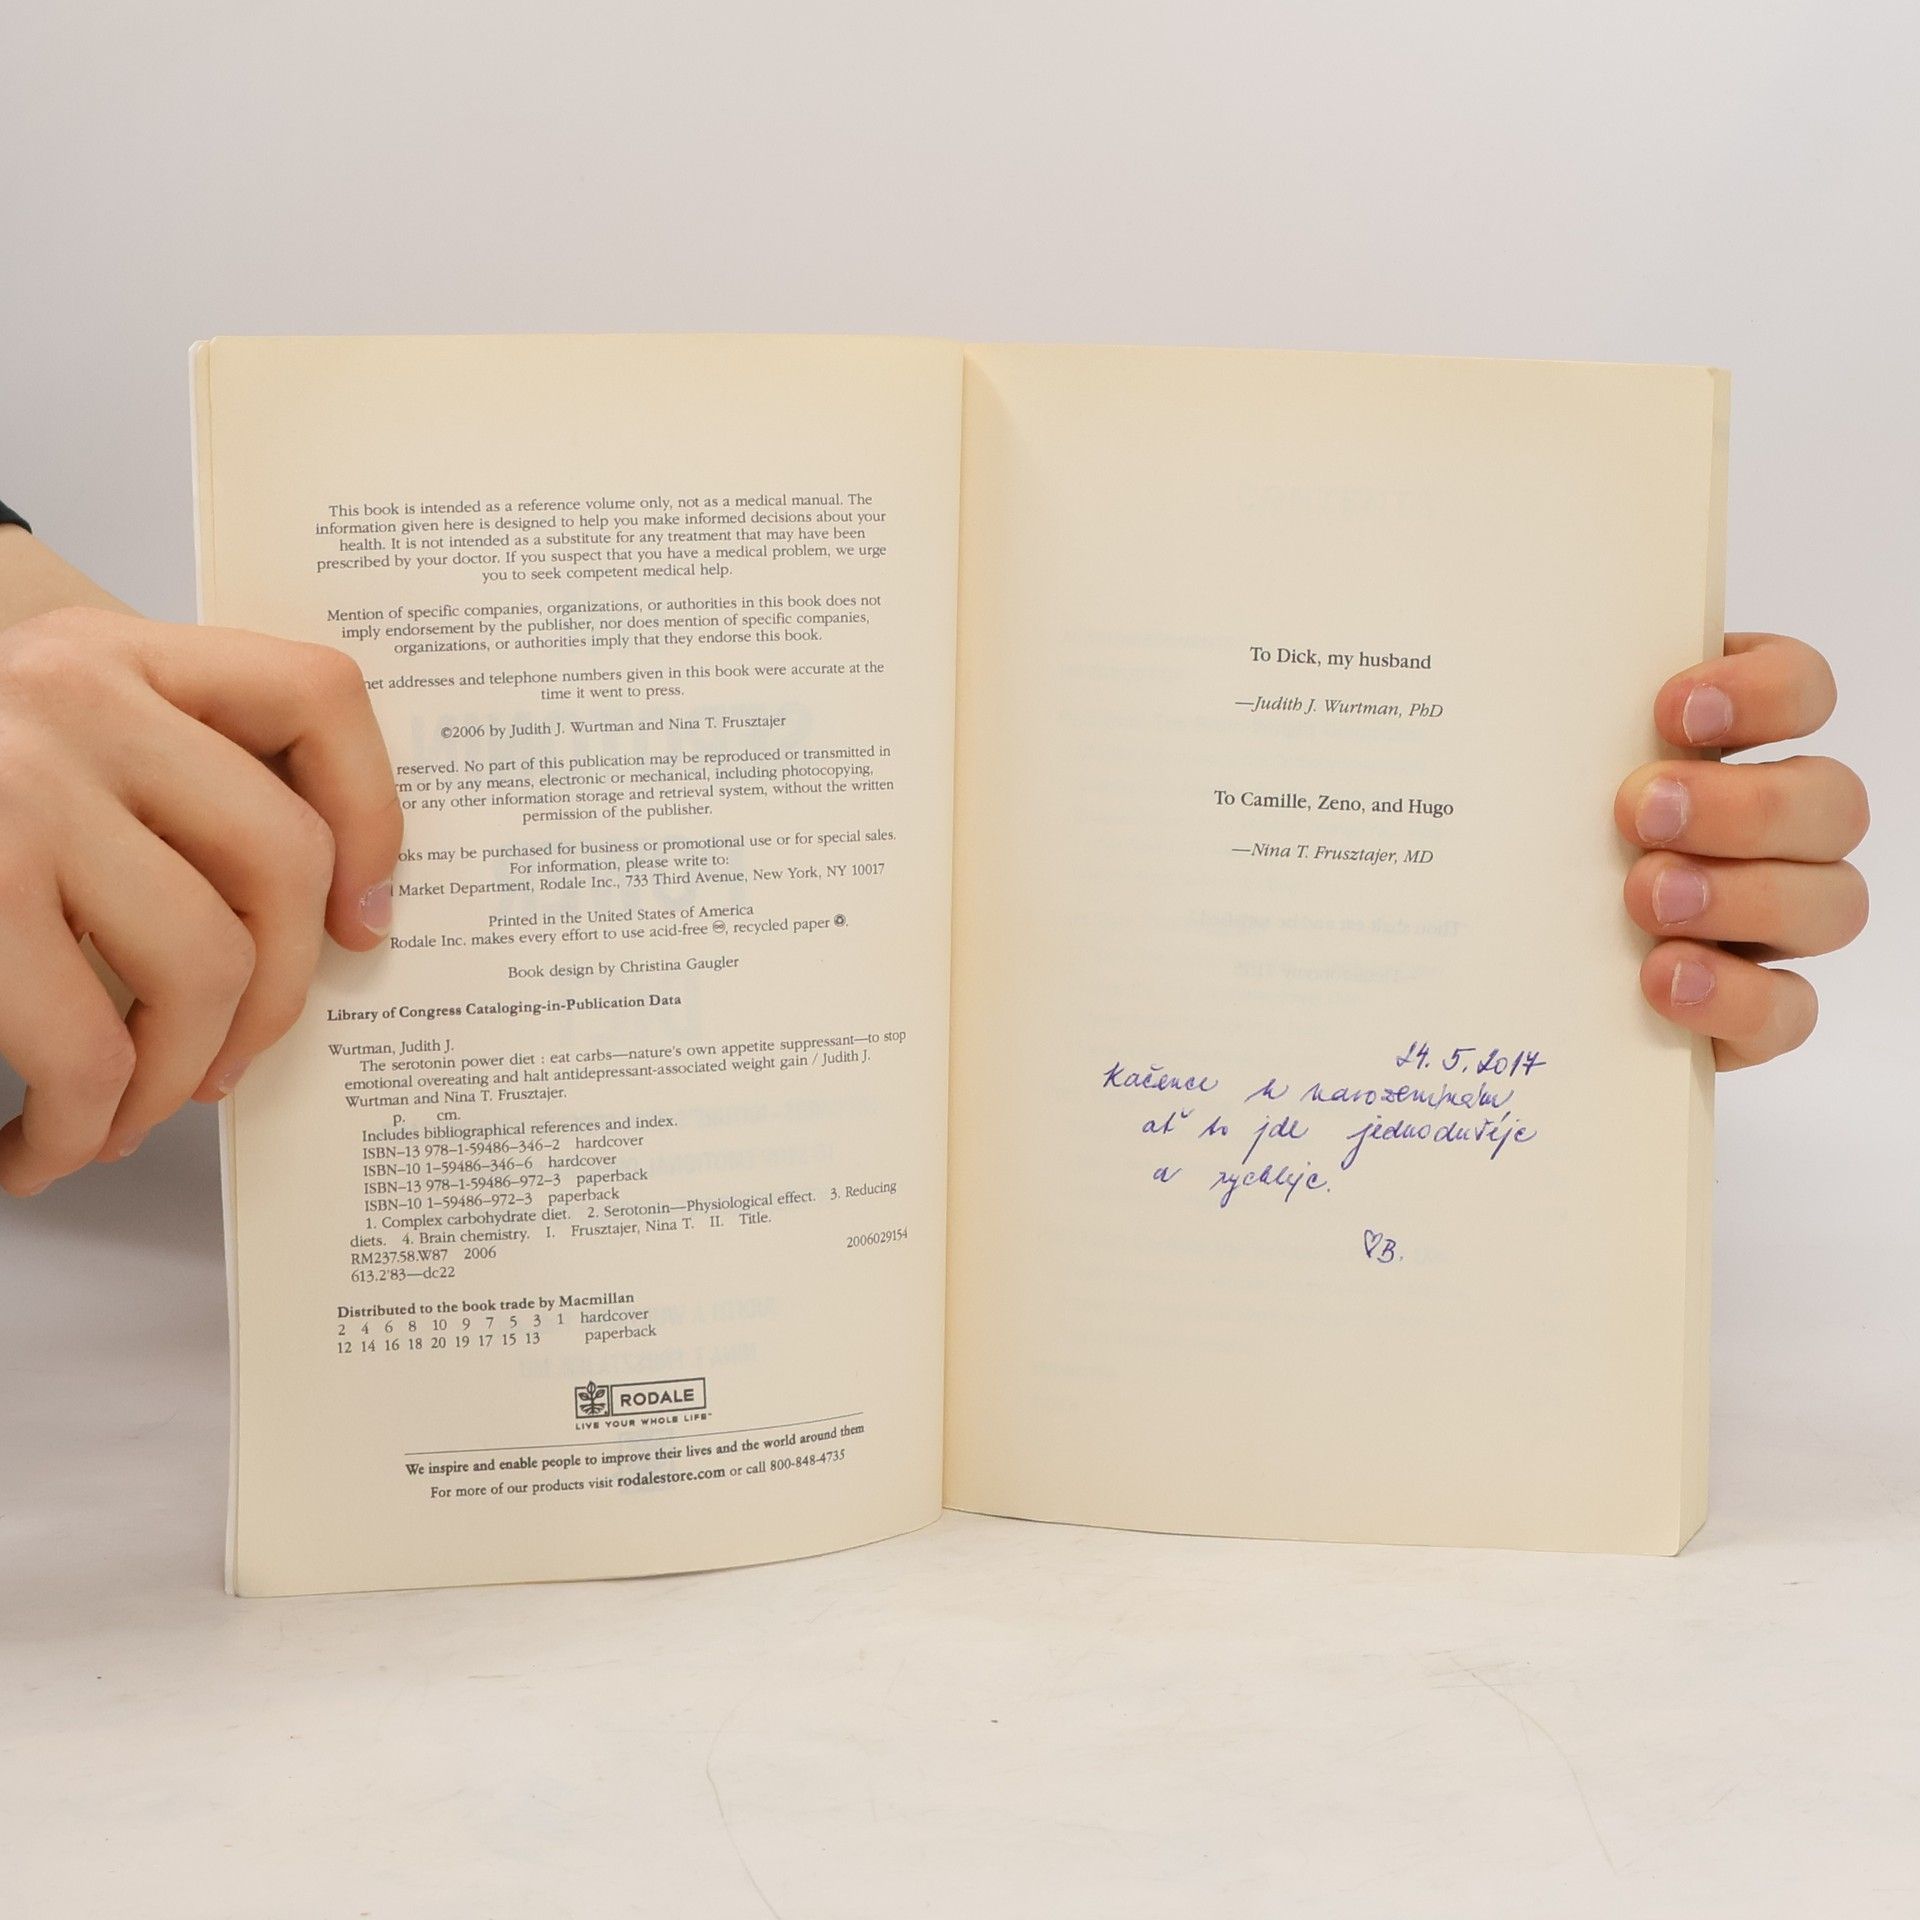 This book is intended as a reference volume only, not as a medical manual. The
information given here is designed to help you make informed decisions about your
health. It is not intended as a substitute for any treatment that may have been
prescribed by your doctor. If you suspect that you have a medical problem, we urge
you to seek competent medical help.
Mention of specific companies, organizations, or authorities in this book does not
imply endorsement by the publisher, nor does mention of specific companies,
organizations, or authorities imply that they endorse this book.
net addresses and telephone numbers given in this book were accurate at the
time it went to press.
©2006 by Judith J. Wurtman and Nina T. Frusztajer
reserved. No part of this publication may be reproduced or transmitted in
rm or by any means, electronic or mechanical, including photocopying,
or any other information storage and retrieval system, without the written
permission of the publisher.
oks may be purchased for business or promotional use or for special sales.
For information, please write to:
l Market Department, Rodale Inc., 733 Third Avenue, New York, NY 10017
Printed in the United States of America
Rodale Inc. makes every effort to use acid-free ♾, recycled paper ♻.
Book design by Christina Gaugler
Library of Congress Cataloging-in-Publication Data
Wurtman, Judith J.
The serotonin power diet : eat carbs—nature's own appetite suppressant—to stop
emotional overeating and halt antidepressant-associated weight gain / Judith J.
Wurtman and Nina T. Frusztajer.
p. cm.
Includes bibliographical references and index.
ISBN–13 978–1–59486–346–2 hardcover
ISBN–10 1–59486–346–6 hardcover
ISBN–13 978–1–59486–972–3 paperback
ISBN–10 1–59486–972–3 paperback
1. Complex carbohydrate diet. 2. Serotonin—Physiological effect. 3. Reducing
diets. 4. Brain chemistry. I. Frusztajer, Nina T. II. Title.
RM237.58.W87 2006
613.2'83—dc22 2006029154
Distributed to the book trade by Macmillan
2 4 6 8 10 9 7 5 3 1 hardcover
12 14 16 18 20 19 17 15 13 paperback
RODALE
LIVE YOUR WHOLE LIFE™
We inspire and enable people to improve their lives and the world around them
For more of our products visit rodalestore.com or call 800-848-4735
To Dick, my husband
—Judith J. Wurtman, PhD
To Camille, Zeno, and Hugo
—Nina T. Frusztajer, MD
24. 5. 2017
Kačence k narozeninám
ať to jde jednodušeje
a rychleje.
♡B.